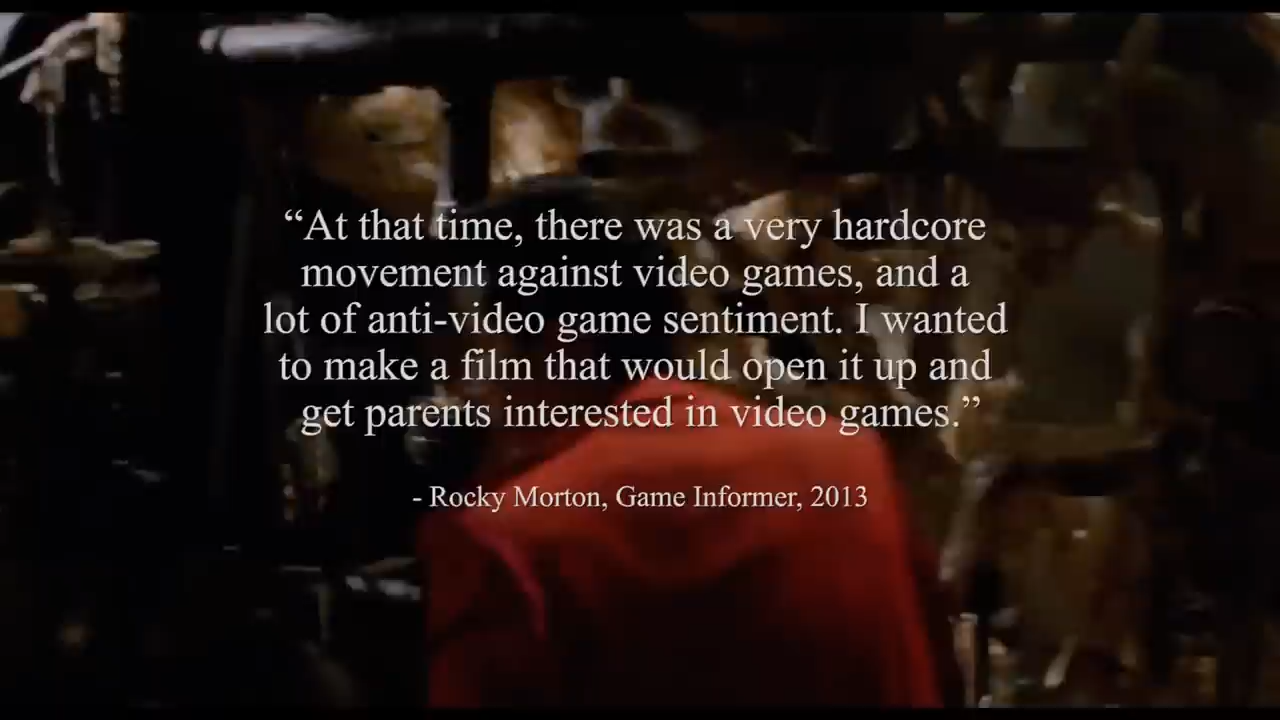 “At that time, there was a very hardcore
movement against video games, and a
lot of anti-video game sentiment. I wanted
to make a film that would open it up and
get parents interested in video games.”
- Rocky Morton, Game Informer, 2013